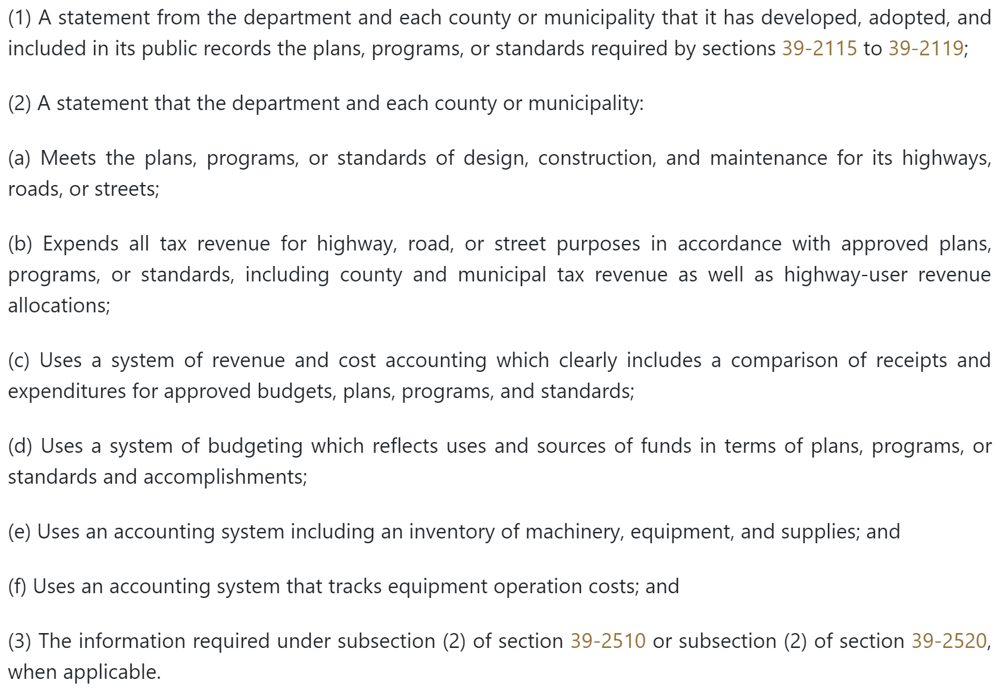 (1) A statement from the department and each county or municipality that it has developed, adopted, and
included in its public records the plans, programs, or standards required by sections 39-2115 to 39-2119;
(2) A statement that the department and each county or municipality:
(a) Meets the plans, programs, or standards of design, construction, and maintenance for its highways,
roads, or streets;
(b) Expends all tax revenue for highway, road, or street purposes in accordance with approved plans,
programs, or standards, including county and municipal tax revenue as well as highway-user revenue
allocations;
(c) Uses a system of revenue and cost accounting which clearly includes a comparison of receipts and
expenditures for approved budgets, plans, programs, and standards;
(d) Uses a system of budgeting which reflects uses and sources of funds in terms of plans, programs, or
standards and accomplishments;
(e) Uses an accounting system including an inventory of machinery, equipment, and supplies; and
(f) Uses an accounting system that tracks equipment operation costs; and
(3) The information required under subsection (2) of section 39-2510 or subsection (2) of section 39-2520,
when applicable.